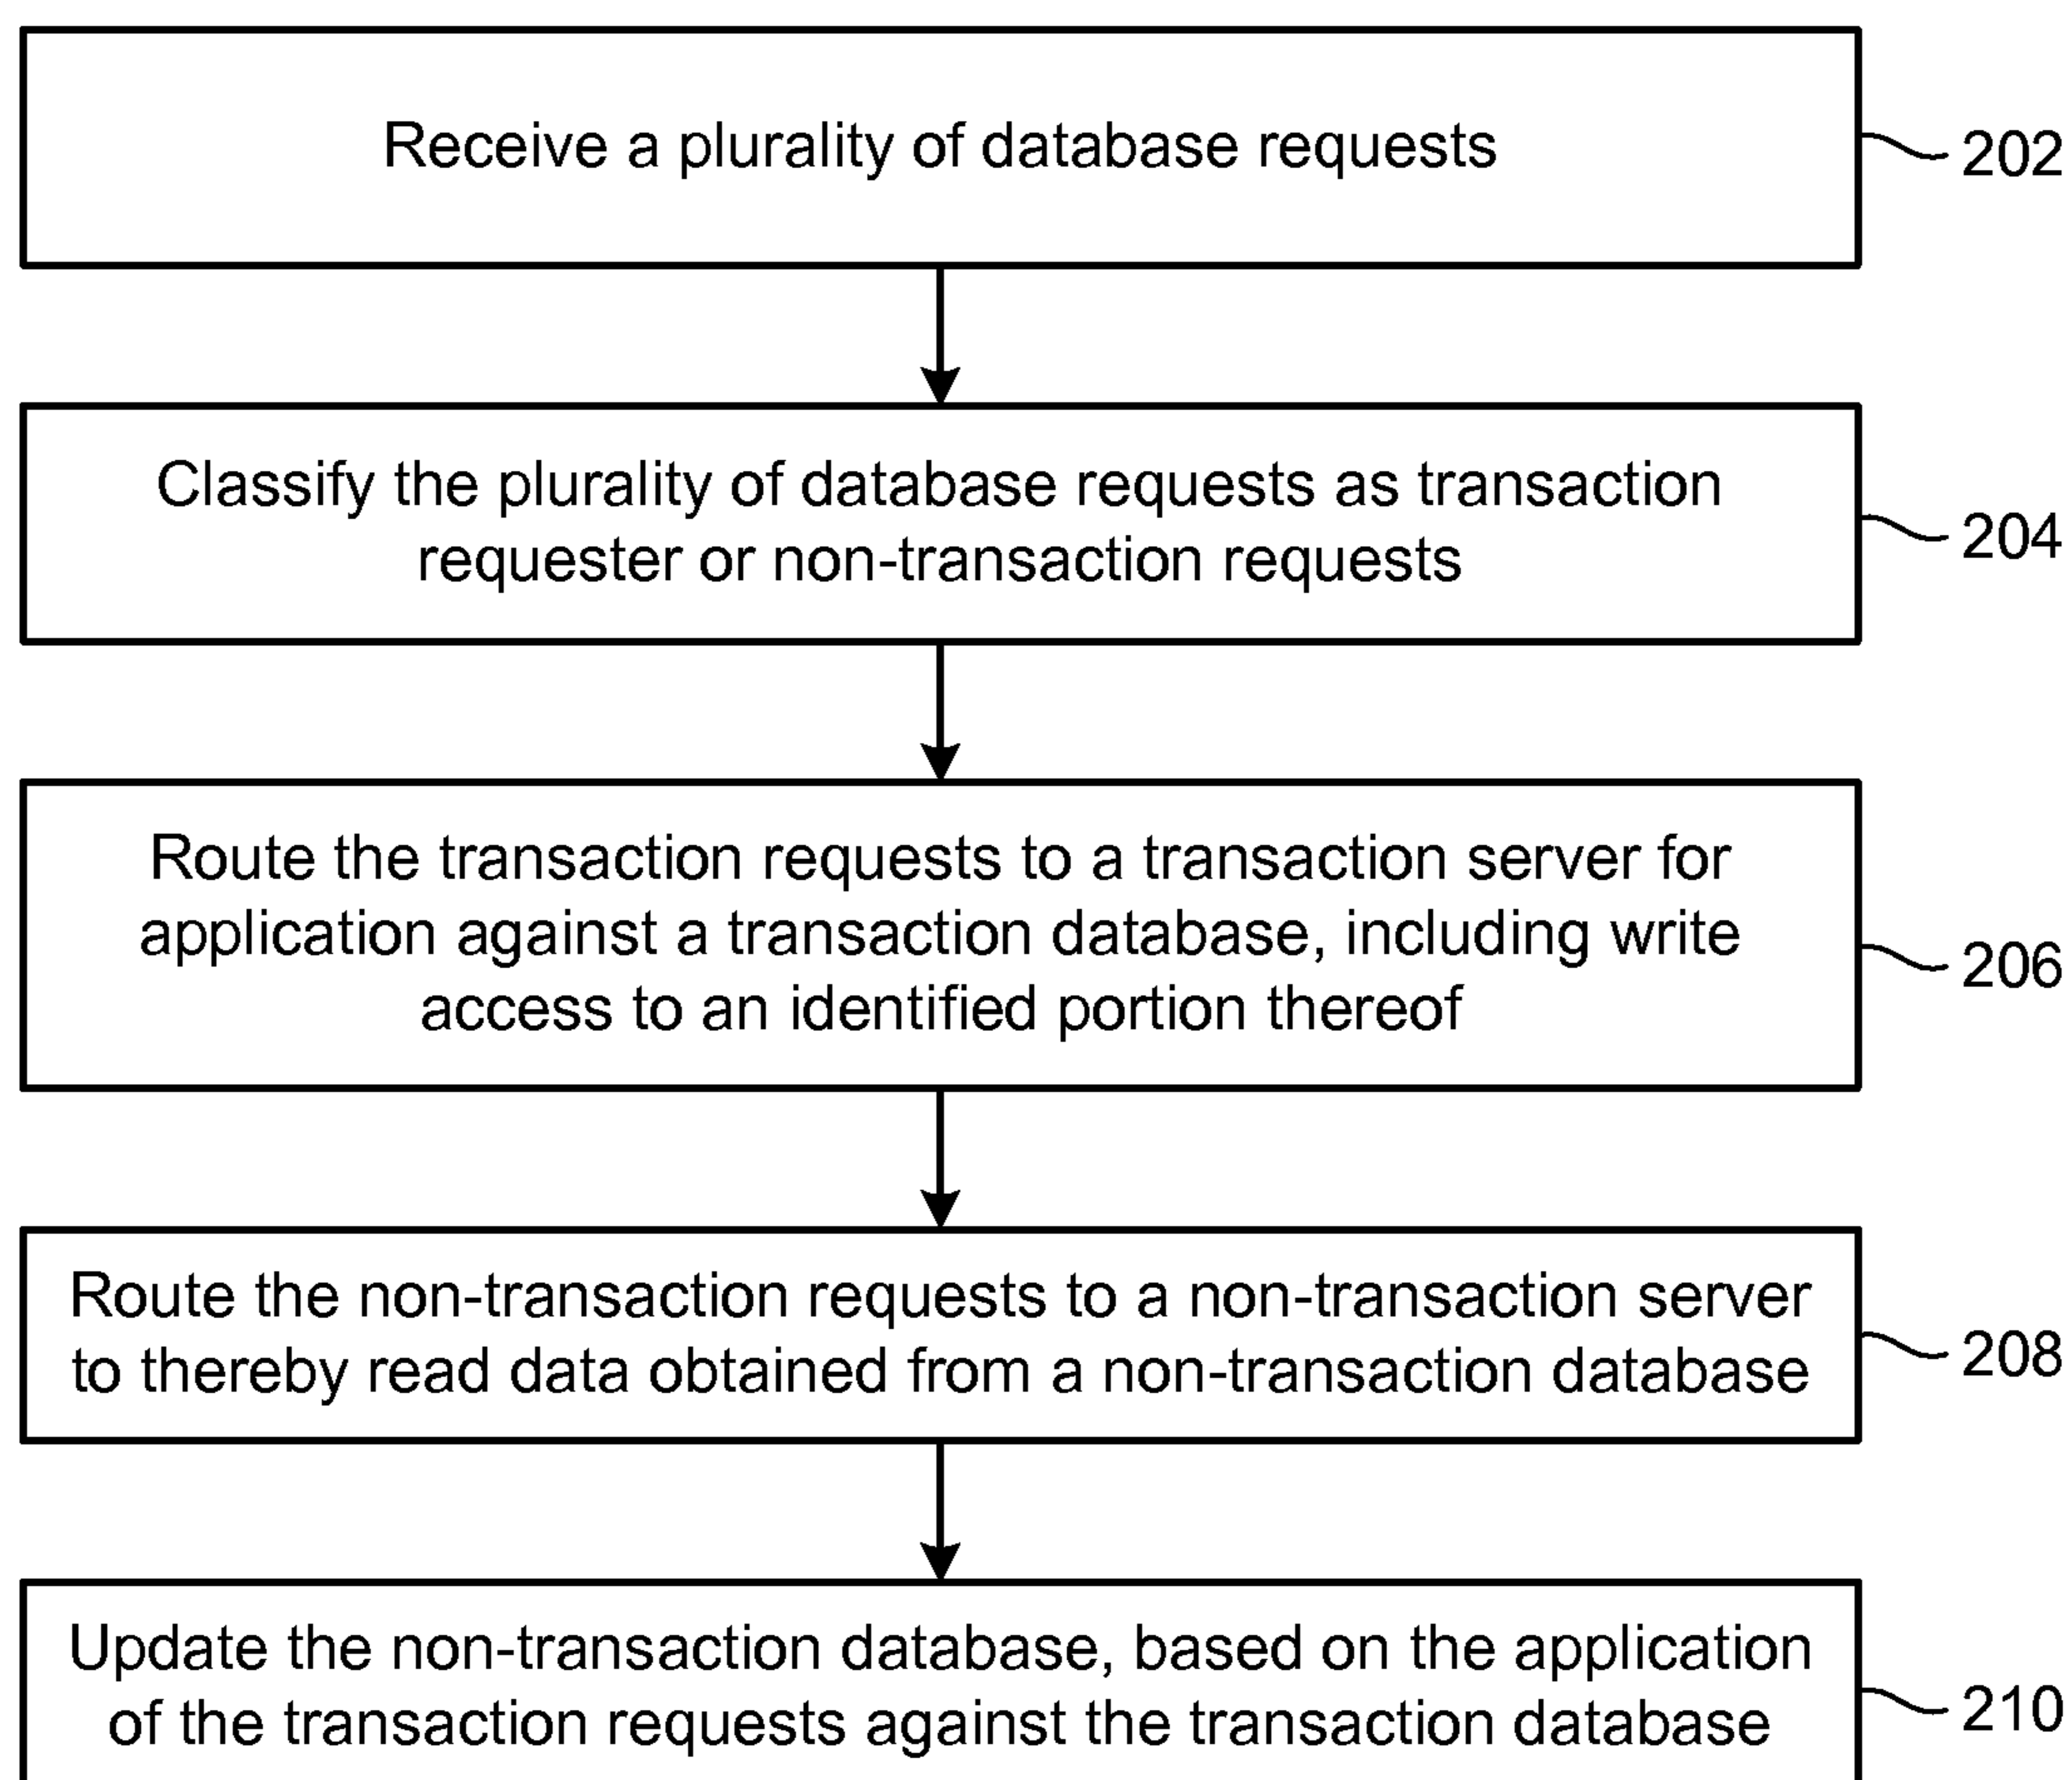 Receive a plurality of database requests
202
Classify the plurality of database requests as transaction
requester or non-transaction requests
204
Route the transaction requests to a transaction server for
application against a transaction database, including write
access to an identified portion thereof
206
Route the non-transaction requests to a non-transaction server
to thereby read data obtained from a non-transaction database
208
Update the non-transaction database, based on the application
of the transaction requests against the transaction database
210